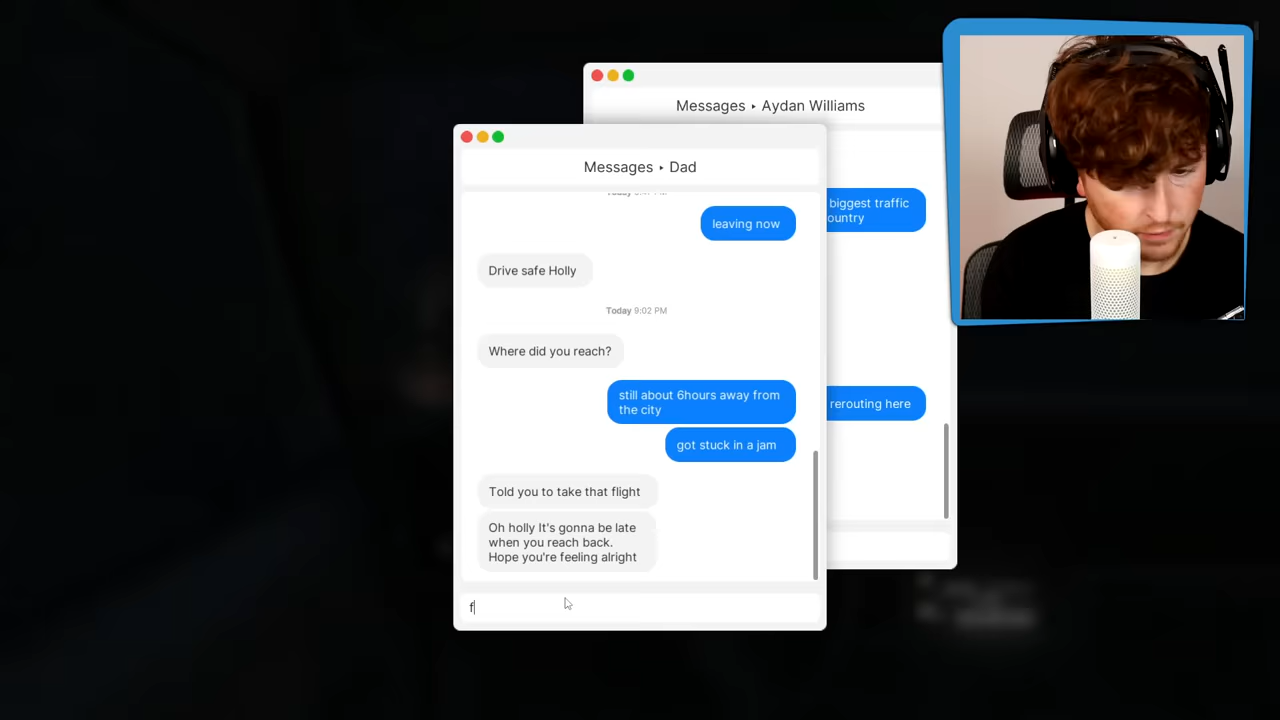 Messages ‣ Aydan Williams
biggest traffic
ountry
rerouting here
Messages ‣ Dad
leaving now
Drive safe Holly
Today 9:02 PM
Where did you reach?
still about 6hours away from
the city
got stuck in a jam
Told you to take that flight
Oh holly It's gonna be late
when you reach back.
Hope you're feeling alright
f